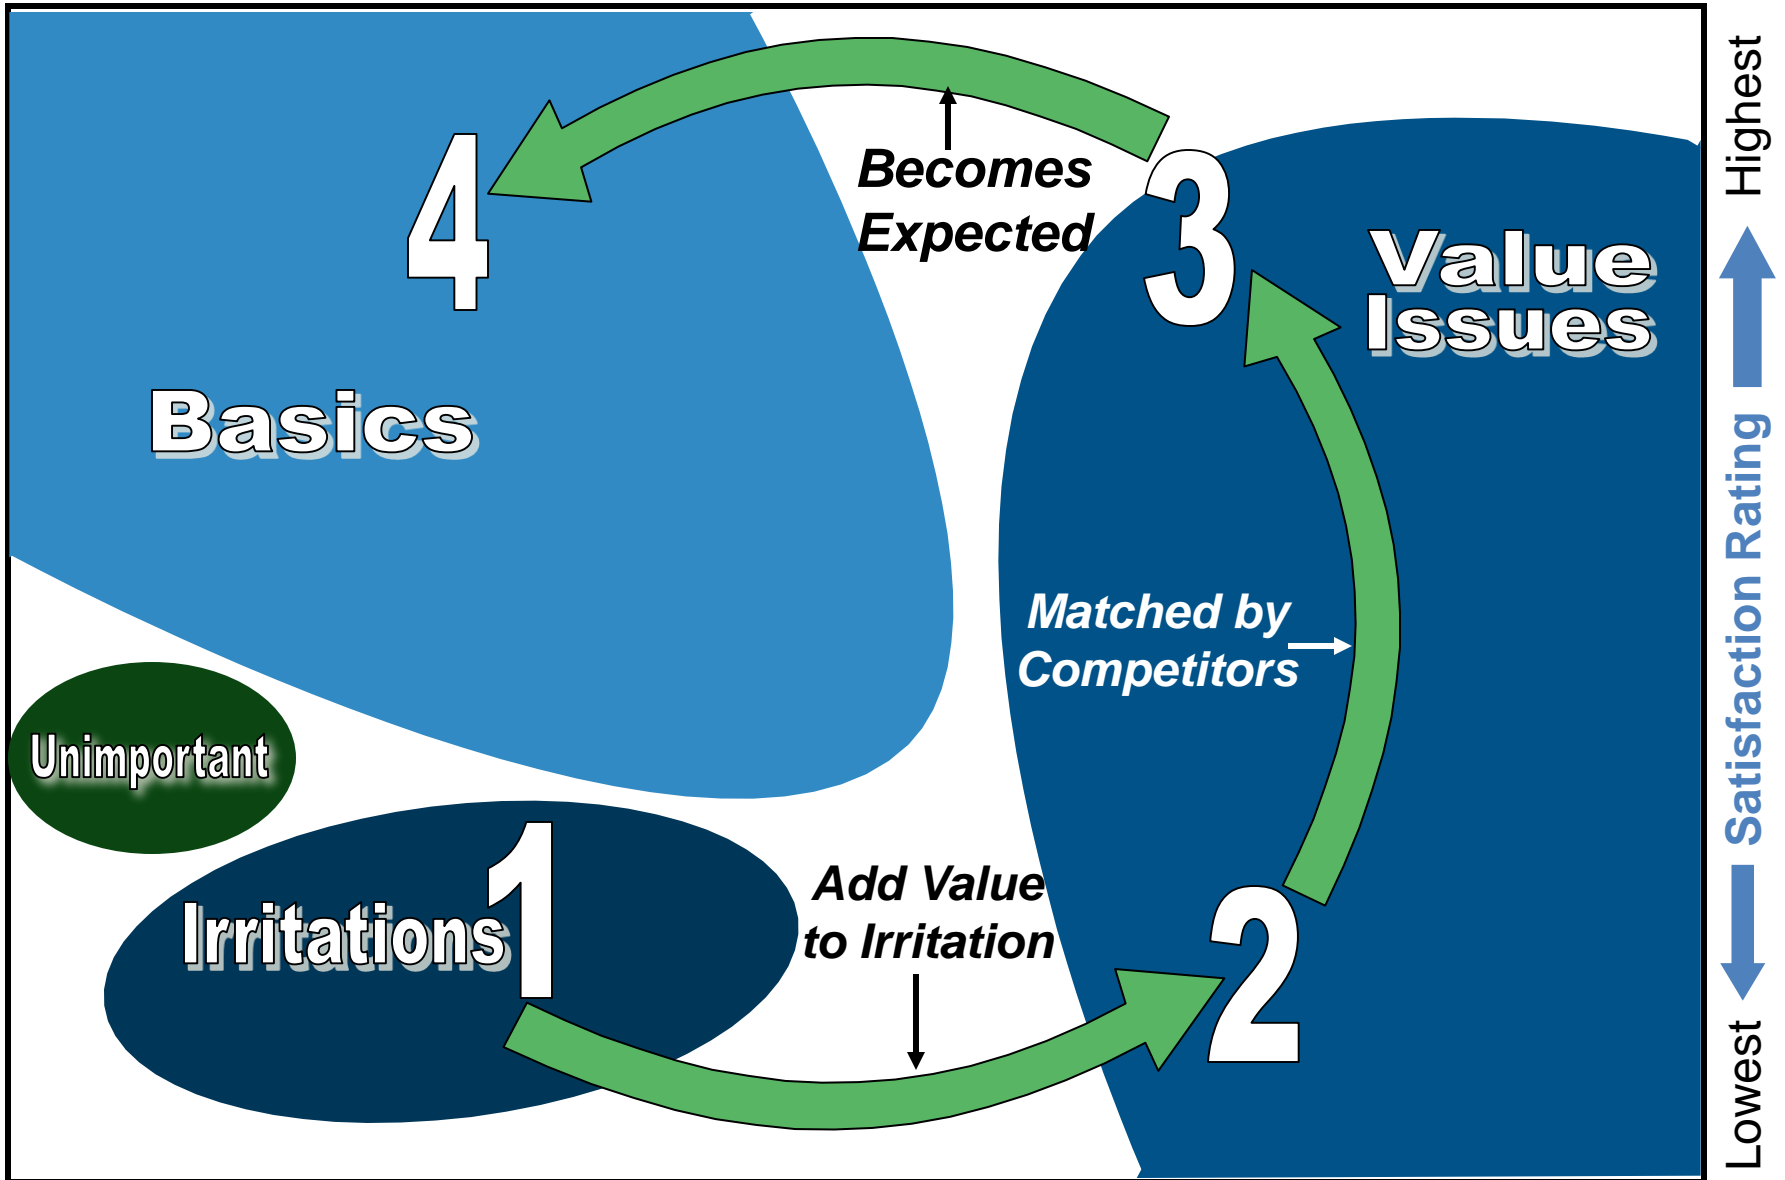 4
Becomes
Expected
3
Value
Issues
Basics
Matched by
Competitors
Unimportant
Irritations
1
Add Value
to Irritation
2
Highest
Satisfaction Rating
Lowest